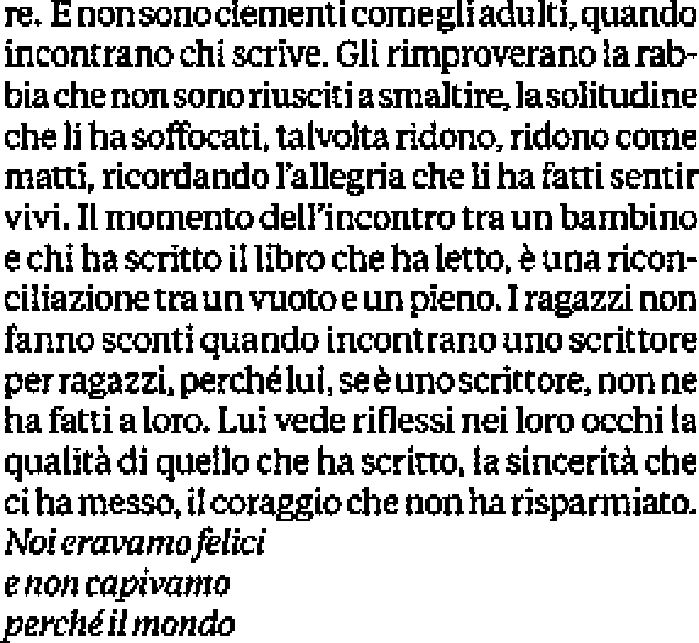 re. E non sono clementi come gli adulti, quando
incontrano chi scrive. Gli rimproverano la rab-
bia che non sono riusciti a smaltire, la solitudine
che li ha soffocati, talvolta ridono, ridono come
matti, ricordando l'allegria che li ha fatti sentir
vivi. Il momento dell'incontro tra un bambino
e chi ha scritto il libro che ha letto, è una ricon-
ciliazione tra un vuoto e un pieno. I ragazzi non
fanno sconti quando incontrano uno scrittore
per ragazzi, perché lui, se è uno scrittore, non ne
ha fatti a loro. Lui vede riflessi nei loro occhi la
qualità di quello che ha scritto, la sincerità che
ci ha messo, il coraggio che non ha risparmiato.
Noi eravamo felici
e non capivamo
perché il mondo